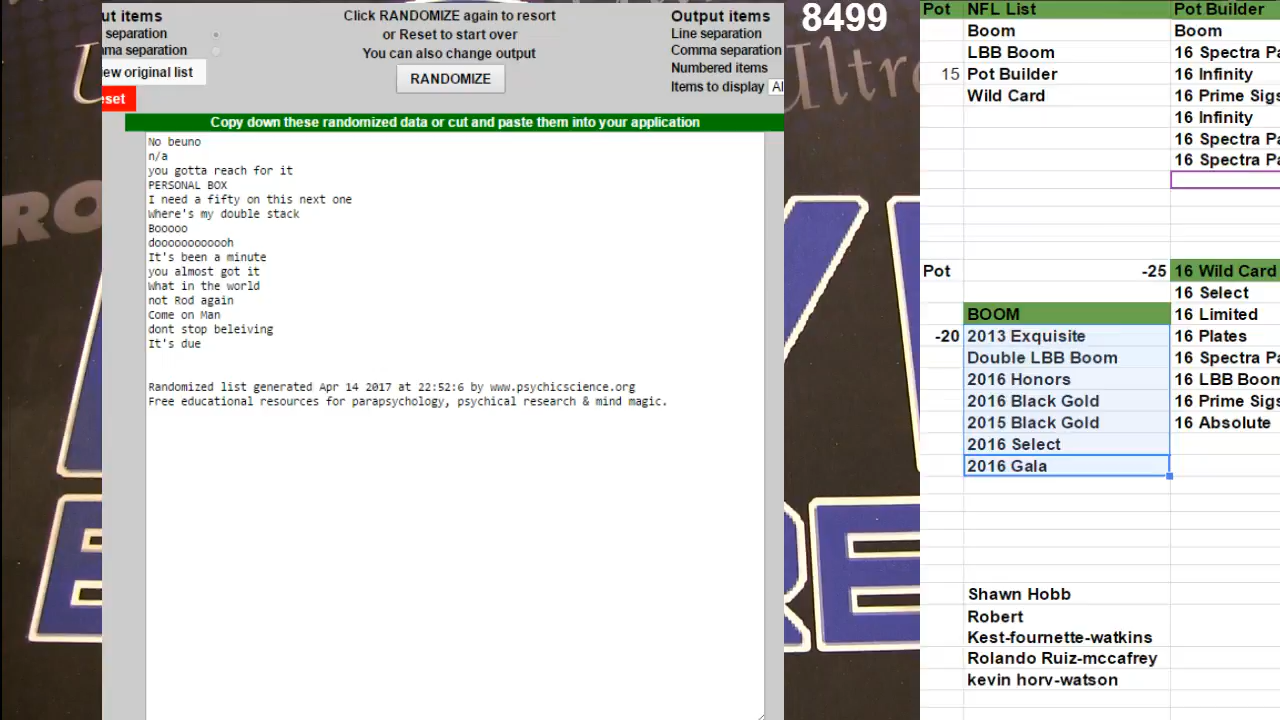 ut items
separation
nma separation
ew original list
eset
Click RANDOMIZE again to resort
or Reset to start over
You can also change output
RANDOMIZE
Output items
Line separation
Comma separation
Numbered items
Items to display
8499
Copy down these randomized data or cut and paste them into your application
No beuno
n/a
you gotta reach for it
PERSONAL BOX
I need a fifty on this next one
Where's my double stack
Booooo
doooooooooooh
It's been a minute
you almost got it
What in the world
not Rod again
Come on Man
dont stop beleiving
It's due
Randomized list generated Apr 14 2017 at 22:52:6 by www.psychicscience.org
Free educational resources for parapsychology, psychical research & mind magic.
Pot NFL List Pot Builder
Boom Boom
LBB Boom 16 Spectra Pa
15 Pot Builder 16 Infinity
Wild Card 16 Prime Sigs
16 Infinity
16 Spectra Pa
16 Spectra Pa
Pot -25 16 Wild Card
16 Select
BOOM 16 Limited
-20 2013 Exquisite 16 Plates
Double LBB Boom 16 Spectra Pa
2016 Honors 16 LBB Boom
2016 Black Gold 16 Prime Sigs
2015 Black Gold 16 Absolute
2016 Select
2016 Gala
Shawn Hobb
Robert
Kest-fournette-watkins
Rolando Ruiz-mccafrey
kevin horv-watson